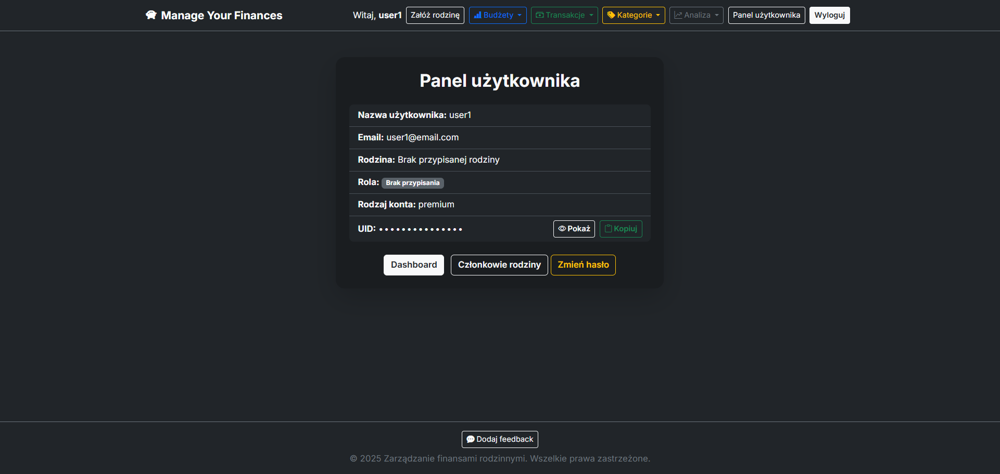 Manage Your Finances
Witaj, user1 Załóż rodzinę Budżety Transakcje Kategorie Analiza Panel użytkownika Wyloguj
Panel użytkownika
Nazwa użytkownika: user1
Email: user1@email.com
Rodzina: Brak przypisanej rodziny
Rola: Brak przypisania
Rodzaj konta: premium
UID: ••••••••••••••• Pokaż Kopiuj
Dashboard Członkowie rodziny Zmień hasło
Dodaj feedback
© 2025 Zarządzanie finansami rodzinnymi. Wszelkie prawa zastrzeżone.